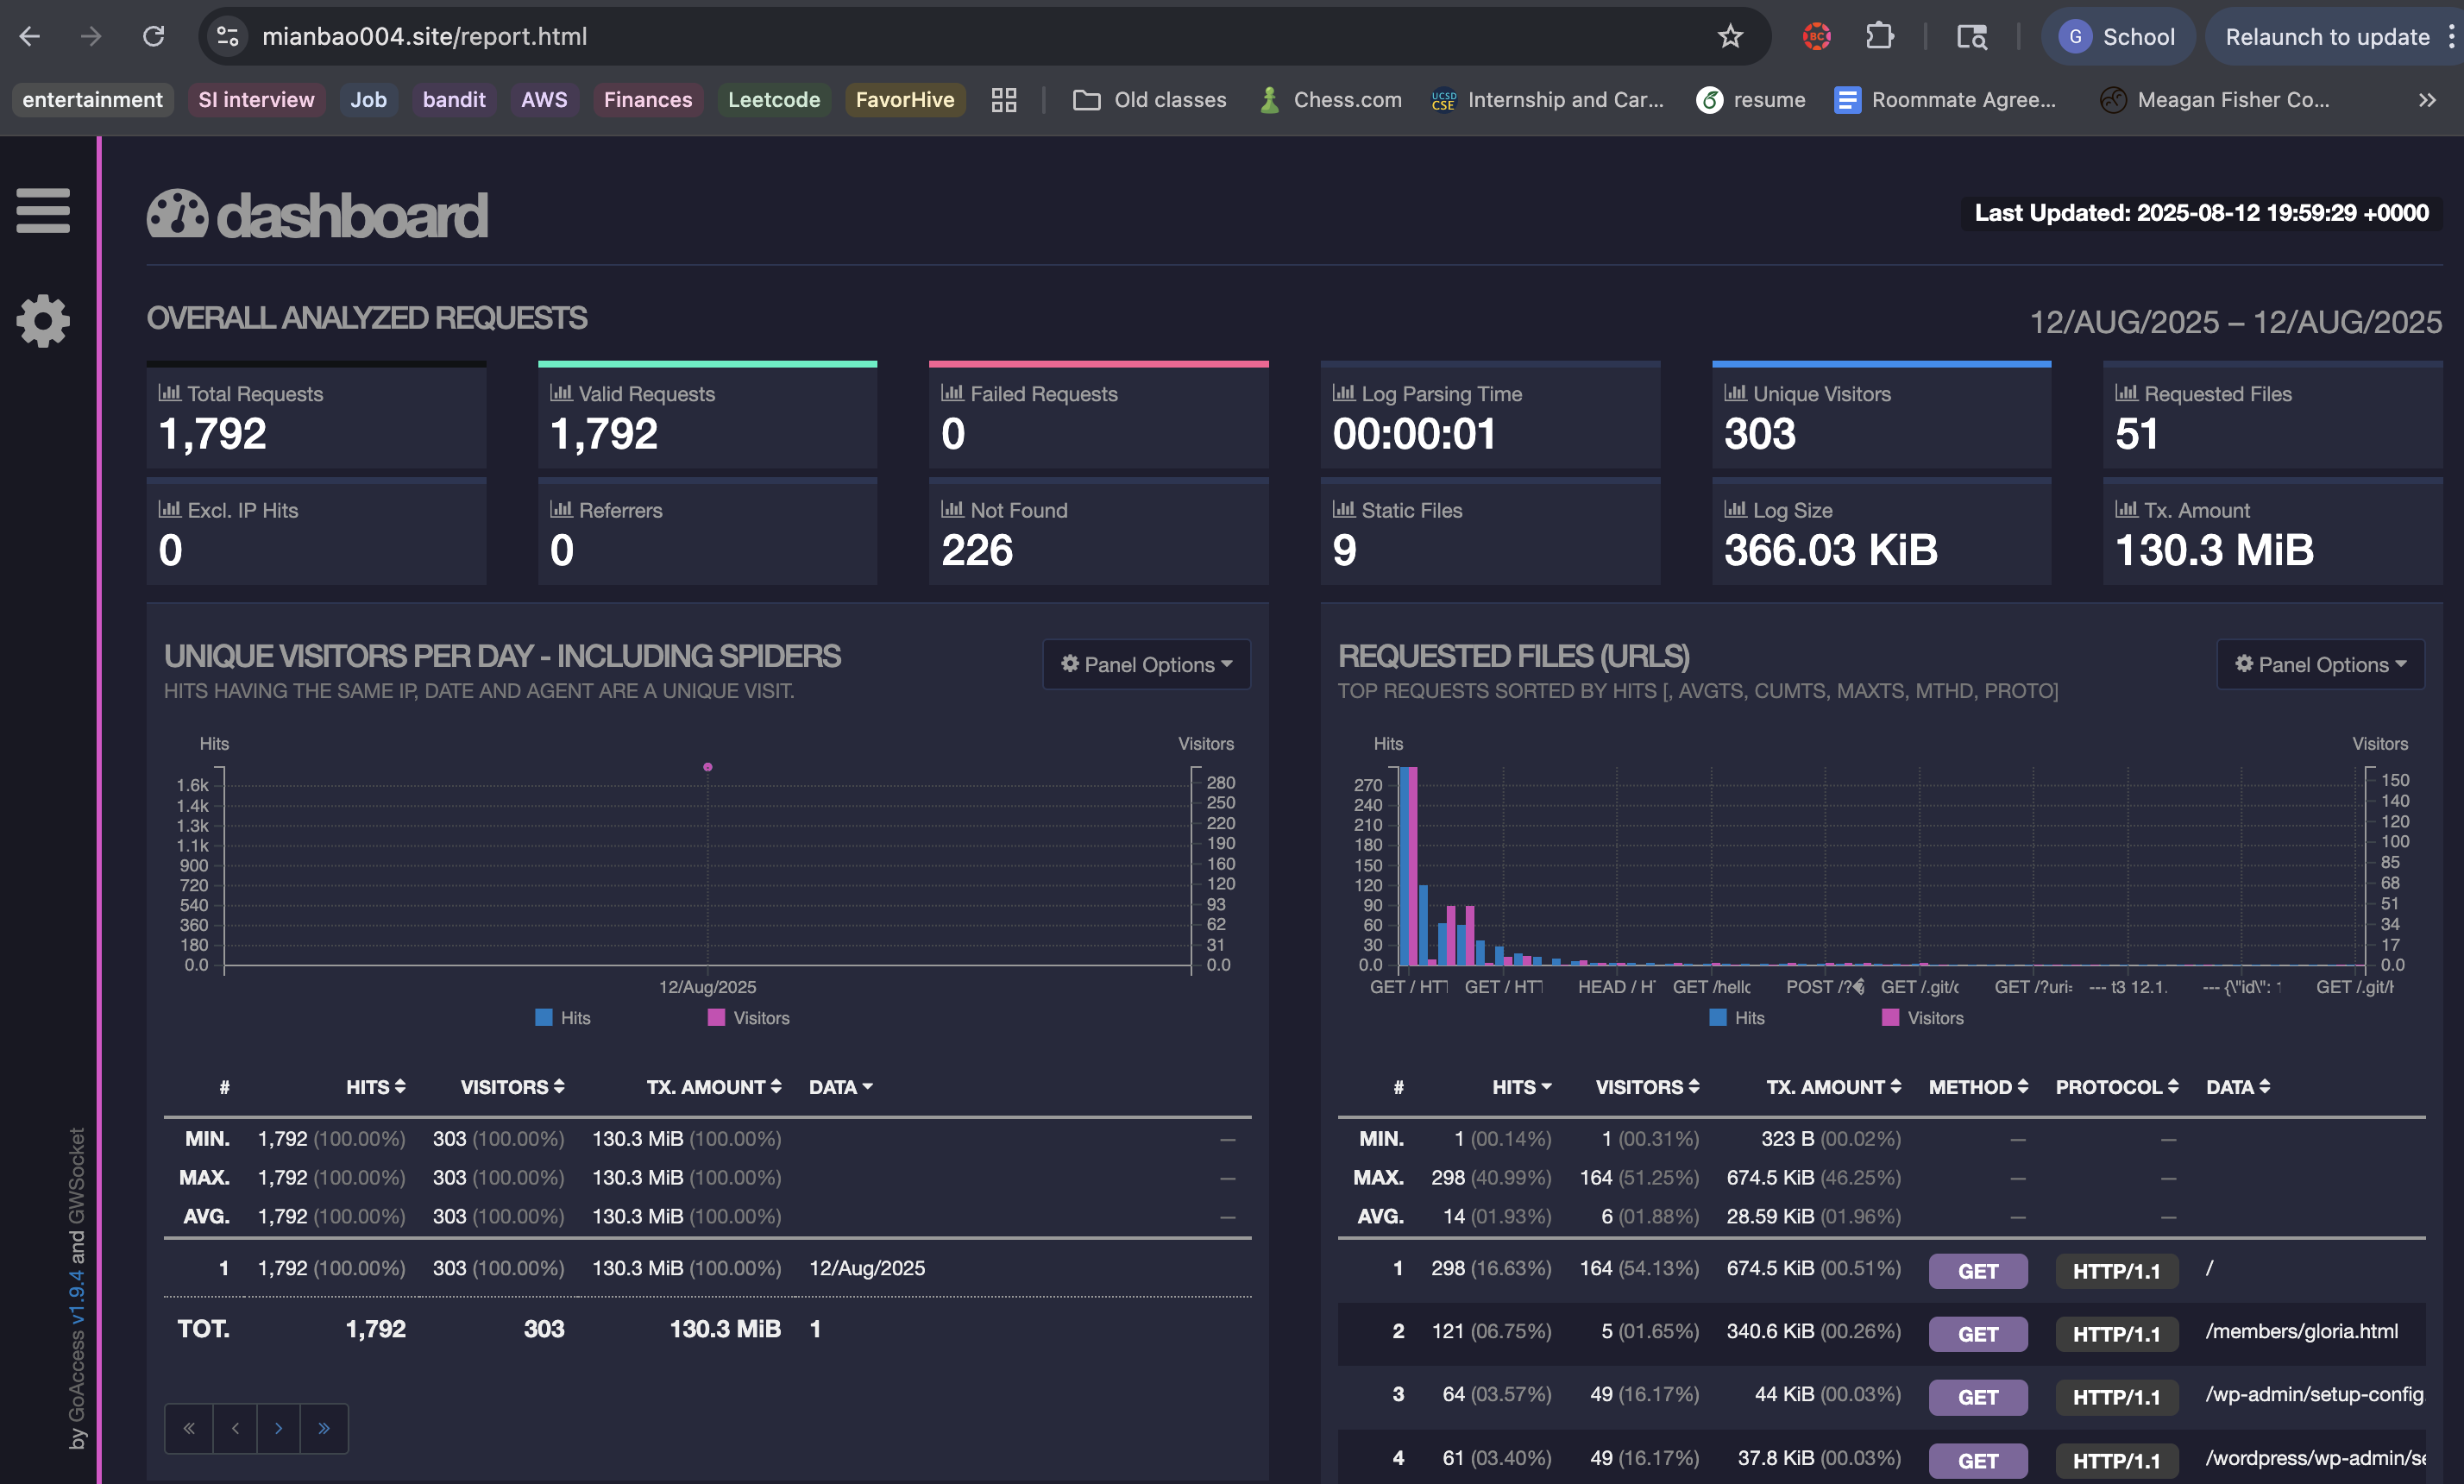 mianbao004.site/report.html
G School
Relaunch to update
entertainment SI interview Job bandit AWS Finances Leetcode FavorHive Old classes Chess.com UCSD CSE Internship and Car... resume Roommate Agree... Meagan Fisher Co...
dashboard
Last Updated: 2025-08-12 19:59:29 +0000
OVERALL ANALYZED REQUESTS
12/AUG/2025 – 12/AUG/2025
Total Requests
1,792
Valid Requests
1,792
Failed Requests
0
Log Parsing Time
00:00:01
Unique Visitors
303
Requested Files
51
Excl. IP Hits
0
Referrers
0
Not Found
226
Static Files
9
Log Size
366.03 KiB
Tx. Amount
130.3 MiB
UNIQUE VISITORS PER DAY - INCLUDING SPIDERS
HITS HAVING THE SAME IP, DATE AND AGENT ARE A UNIQUE VISIT.
Panel Options
Hits
Visitors
1.6k
1.4k
1.3k
1.1k
900
720
540
360
180
0.0
280
250
220
190
160
120
93
62
31
0.0
12/Aug/2025
Hits Visitors
# HITS VISITORS TX. AMOUNT DATA
MIN. 1,792 (100.00%) 303 (100.00%) 130.3 MiB (100.00%) —
MAX. 1,792 (100.00%) 303 (100.00%) 130.3 MiB (100.00%) —
AVG. 1,792 (100.00%) 303 (100.00%) 130.3 MiB (100.00%) —
1 1,792 (100.00%) 303 (100.00%) 130.3 MiB (100.00%) 12/Aug/2025
TOT. 1,792 303 130.3 MiB 1
« ‹ › »
REQUESTED FILES (URLS)
TOP REQUESTS SORTED BY HITS [, AVGTS, CUMTS, MAXTS, MTHD, PROTO]
Panel Options
Hits
Visitors
270
240
210
180
150
120
90
60
30
0.0
150
140
120
100
85
68
51
34
17
0.0
GET / HT GET / HT HEAD / H GET /hello POST /?� GET /.git/ GET /?uri= --- t3 12.1. --- {\"id\": GET /.git/
Hits Visitors
# HITS VISITORS TX. AMOUNT METHOD PROTOCOL DATA
MIN. 1 (00.14%) 1 (00.31%) 323 B (00.02%) — —
MAX. 298 (40.99%) 164 (51.25%) 674.5 KiB (46.25%) — —
AVG. 14 (01.93%) 6 (01.88%) 28.59 KiB (01.96%) — —
1 298 (16.63%) 164 (54.13%) 674.5 KiB (00.51%) GET HTTP/1.1 /
2 121 (06.75%) 5 (01.65%) 340.6 KiB (00.26%) GET HTTP/1.1 /members/gloria.html
3 64 (03.57%) 49 (16.17%) 44 KiB (00.03%) GET HTTP/1.1 /wp-admin/setup-config.
4 61 (03.40%) 49 (16.17%) 37.8 KiB (00.03%) GET HTTP/1.1 /wordpress/wp-admin/se
by GoAccess v1.9.4 and GWSocket